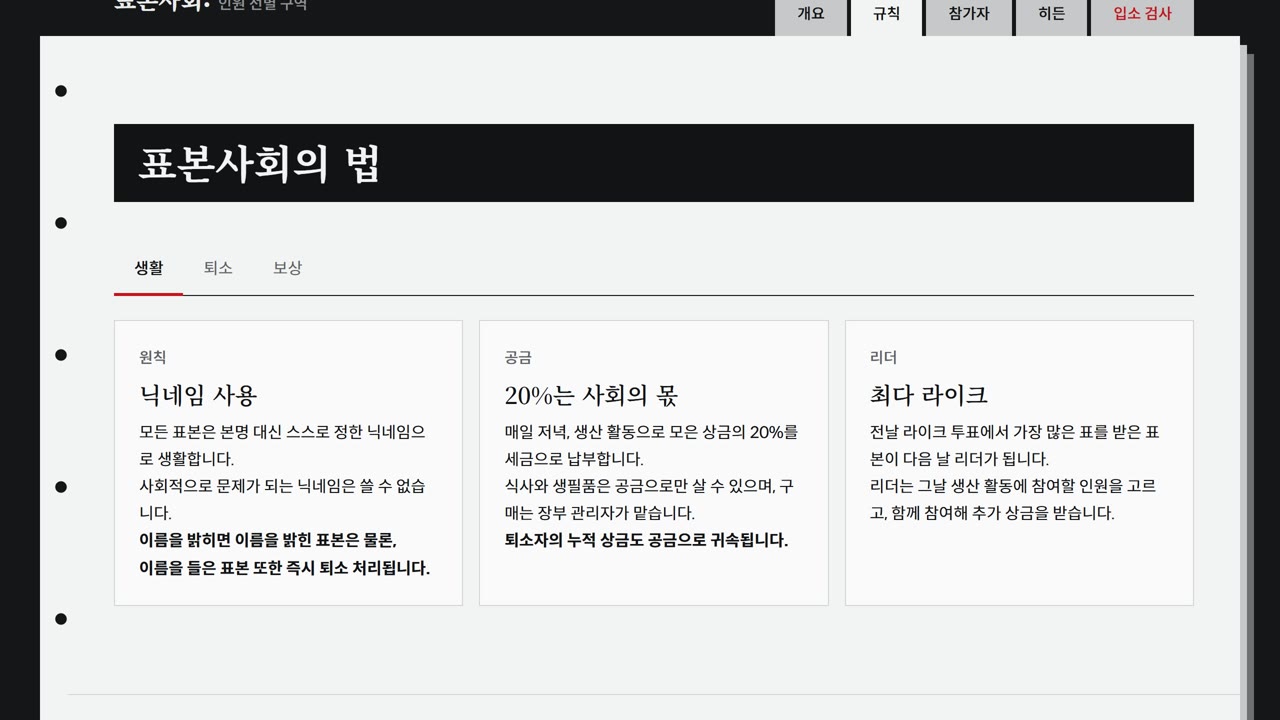 표본사회: 인원 선별 구역
개요
규칙
참가자
히든
입소 검사
표본사회의 법
생활
퇴소
보상
원칙
닉네임 사용
모든 표본은 본명 대신 스스로 정한 닉네임으
로 생활합니다.
사회적으로 문제가 되는 닉네임은 쓸 수 없습
니다.
이름을 밝히면 이름을 밝힌 표본은 물론,
이름을 들은 표본 또한 즉시 퇴소 처리됩니다.
공금
20%는 사회의 몫
매일 저녁, 생산 활동으로 모은 상금의 20%를
세금으로 납부합니다.
식사와 생필품은 공금으로만 살 수 있으며, 구
매는 장부 관리자가 맡습니다.
퇴소자의 누적 상금도 공금으로 귀속됩니다.
리더
최다 라이크
전날 라이크 투표에서 가장 많은 표를 받은 표
본이 다음 날 리더가 됩니다.
리더는 그날 생산 활동에 참여할 인원을 고르
고, 함께 참여해 추가 상금을 받습니다.